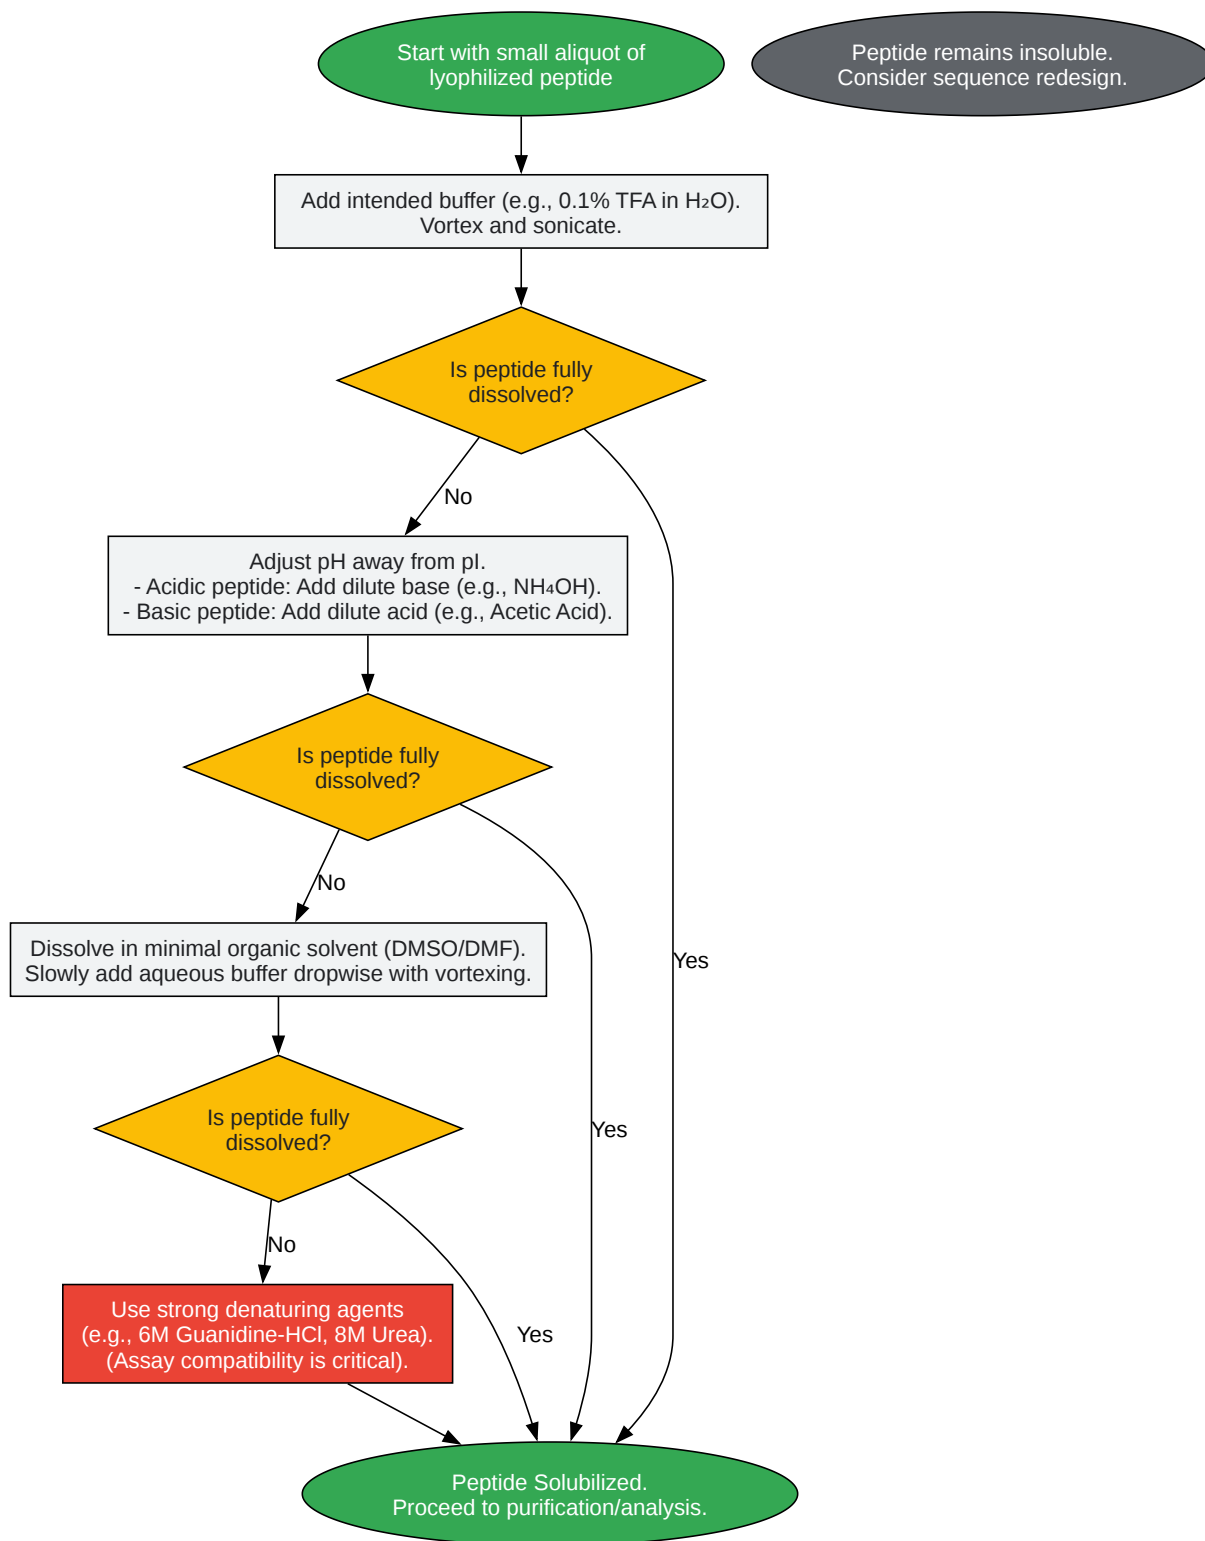 Start with small aliquot of
lyophilized peptide
Peptide remains insoluble.
Consider sequence redesign.
Add intended buffer (e.g., 0.1% TFA in H₂O).
Vortex and sonicate.
Is peptide fully
dissolved?
No
Adjust pH away from pI.
- Acidic peptide: Add dilute base (e.g., NH₄OH).
- Basic peptide: Add dilute acid (e.g., Acetic Acid).
Is peptide fully
dissolved?
No
Dissolve in minimal organic solvent (DMSO/DMF).
Slowly add aqueous buffer dropwise with vortexing.
Yes
Is peptide fully
dissolved?
Yes
No
Use strong denaturing agents
(e.g., 6M Guanidine-HCl, 8M Urea).
(Assay compatibility is critical).
Yes
Peptide Solubilized.
Proceed to purification/analysis.